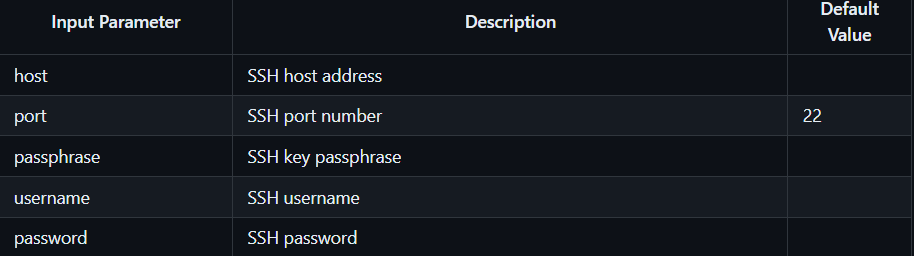 Input Parameter Description Default
Value
host SSH host address
port SSH port number 22
passphrase SSH key passphrase
username SSH username
password SSH password